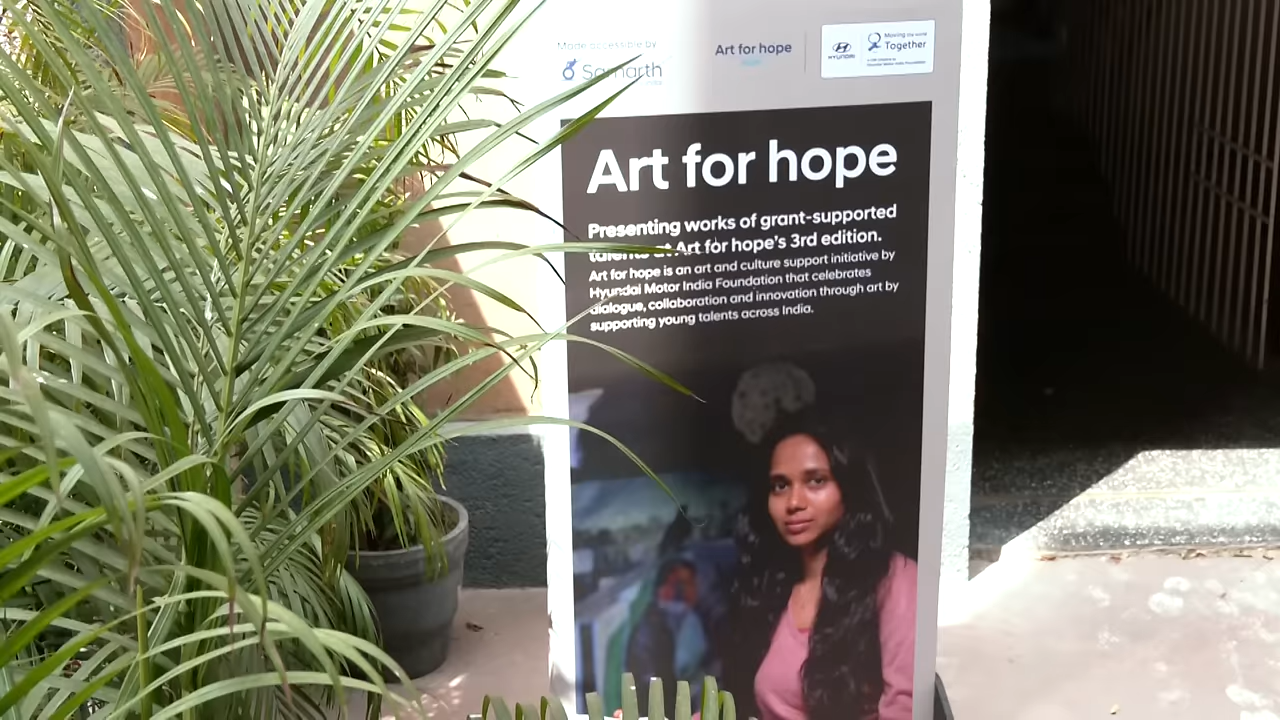 Made accessible by
Samarth
Art for hope
HYUNDAI
Moving the world
Together
Art for hope
Presenting works of grant-supported
talents at Art for hope's 3rd edition.
Art for hope is an art and culture support initiative by
Hyundai Motor India Foundation that celebrates
dialogue, collaboration and innovation through art by
supporting young talents across India.